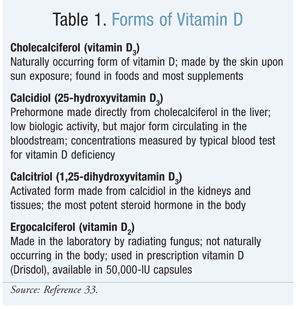 Table 1. Forms of Vitamin D
Cholecalciferol (vitamin D₃)
Naturally occurring form of vitamin D; made by the skin upon
sun exposure; found in foods and most supplements
Calcidiol (25-hydroxyvitamin D₃)
Prehormone made directly from cholecalciferol in the liver;
low biologic activity, but major form circulating in the
bloodstream; concentrations measured by typical blood test
for vitamin D deficiency
Calcitriol (1,25-dihydroxyvitamin D₃)
Activated form made from calcidiol in the kidneys and
tissues; the most potent steroid hormone in the body
Ergocalciferol (vitamin D₂)
Made in the laboratory by radiating fungus; not naturally
occurring in the body; used in prescription vitamin D
(Drisdol), available in 50,000-IU capsules
Source: Reference 33.